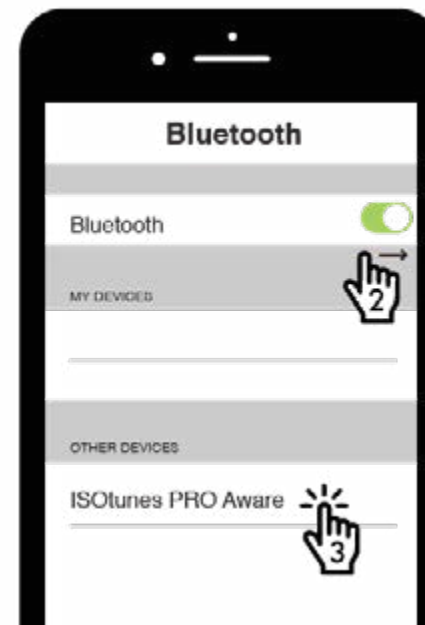 Bluetooth
Bluetooth
2
MY DEVICES
OTHER DEVICES
ISOtunes PRO Aware
3